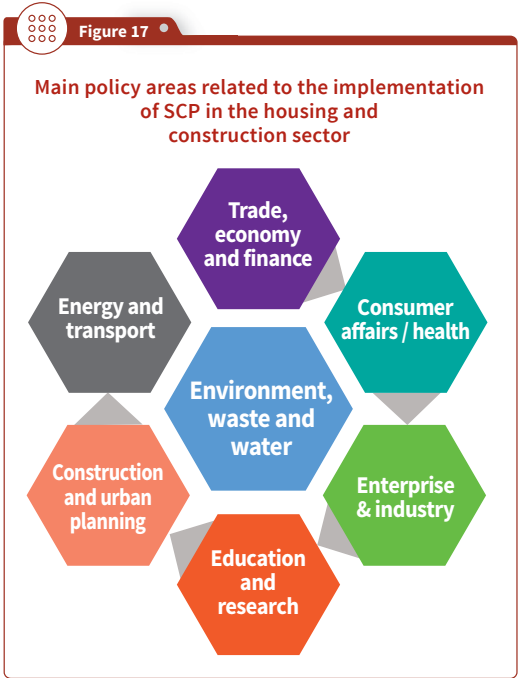 Figure 17
Main policy areas related to the implementation
of SCP in the housing and
construction sector
Trade,
economy
and finance
Consumer
affairs / health
Enterprise
& industry
Education
and
research
Construction
and urban
planning
Energy and
transport
Environment,
waste and
water